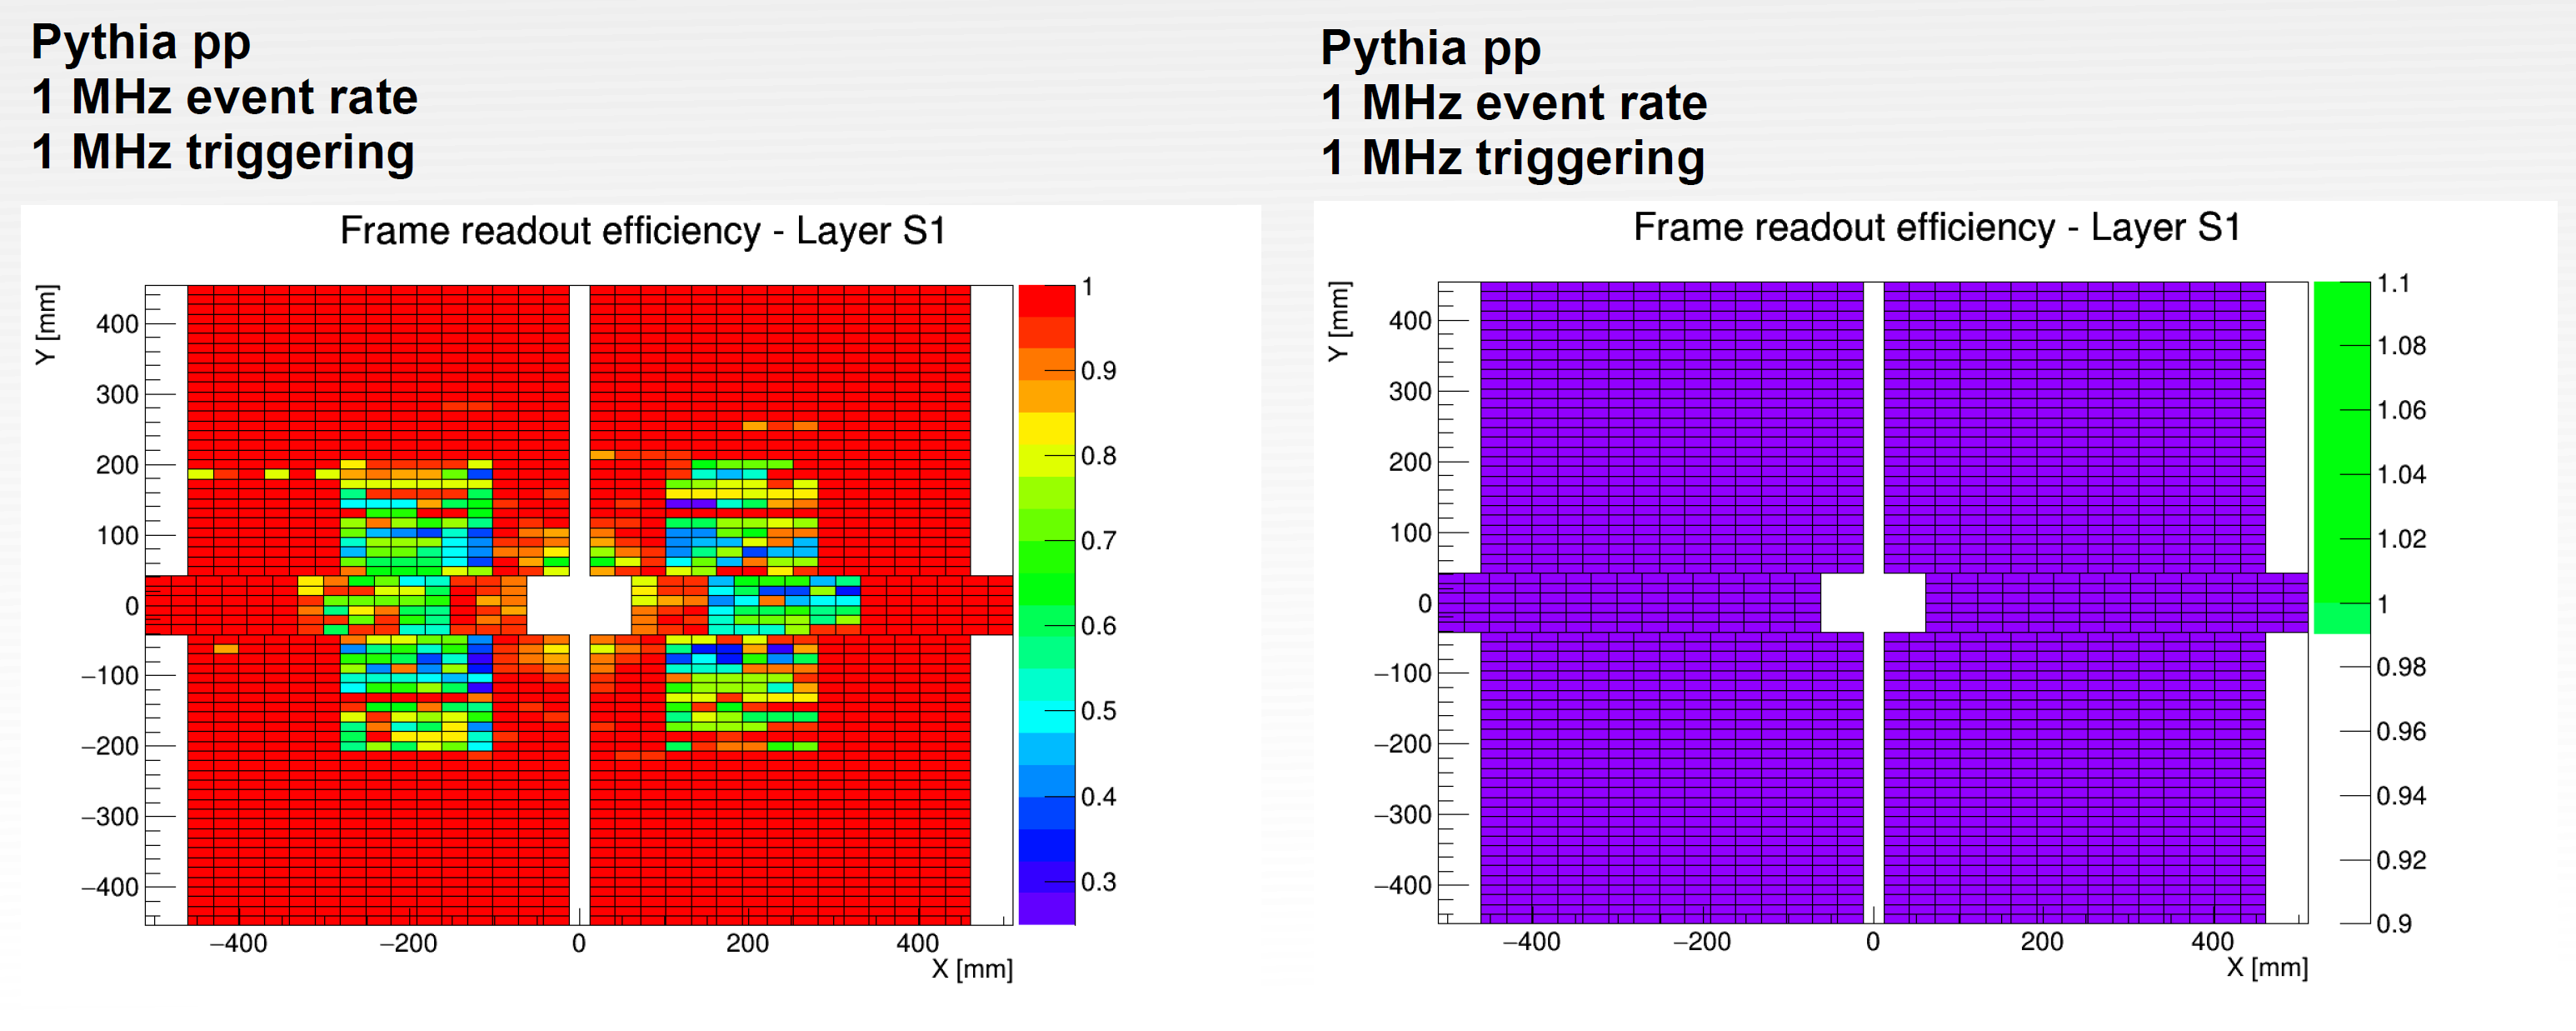 Pythia pp
1 MHz event rate
1 MHz triggering
Frame readout efficiency - Layer S1
Y [mm]
400
300
200
100
0
−100
−200
−300
−400
−400 −200 0 200 400
X [mm]
1
0.9
0.8
0.7
0.6
0.5
0.4
0.3
Pythia pp
1 MHz event rate
1 MHz triggering
Frame readout efficiency - Layer S1
Y [mm]
400
300
200
100
0
−100
−200
−300
−400
−400 −200 0 200 400
X [mm]
1.1
1.08
1.06
1.04
1.02
1
0.98
0.96
0.94
0.92
0.9